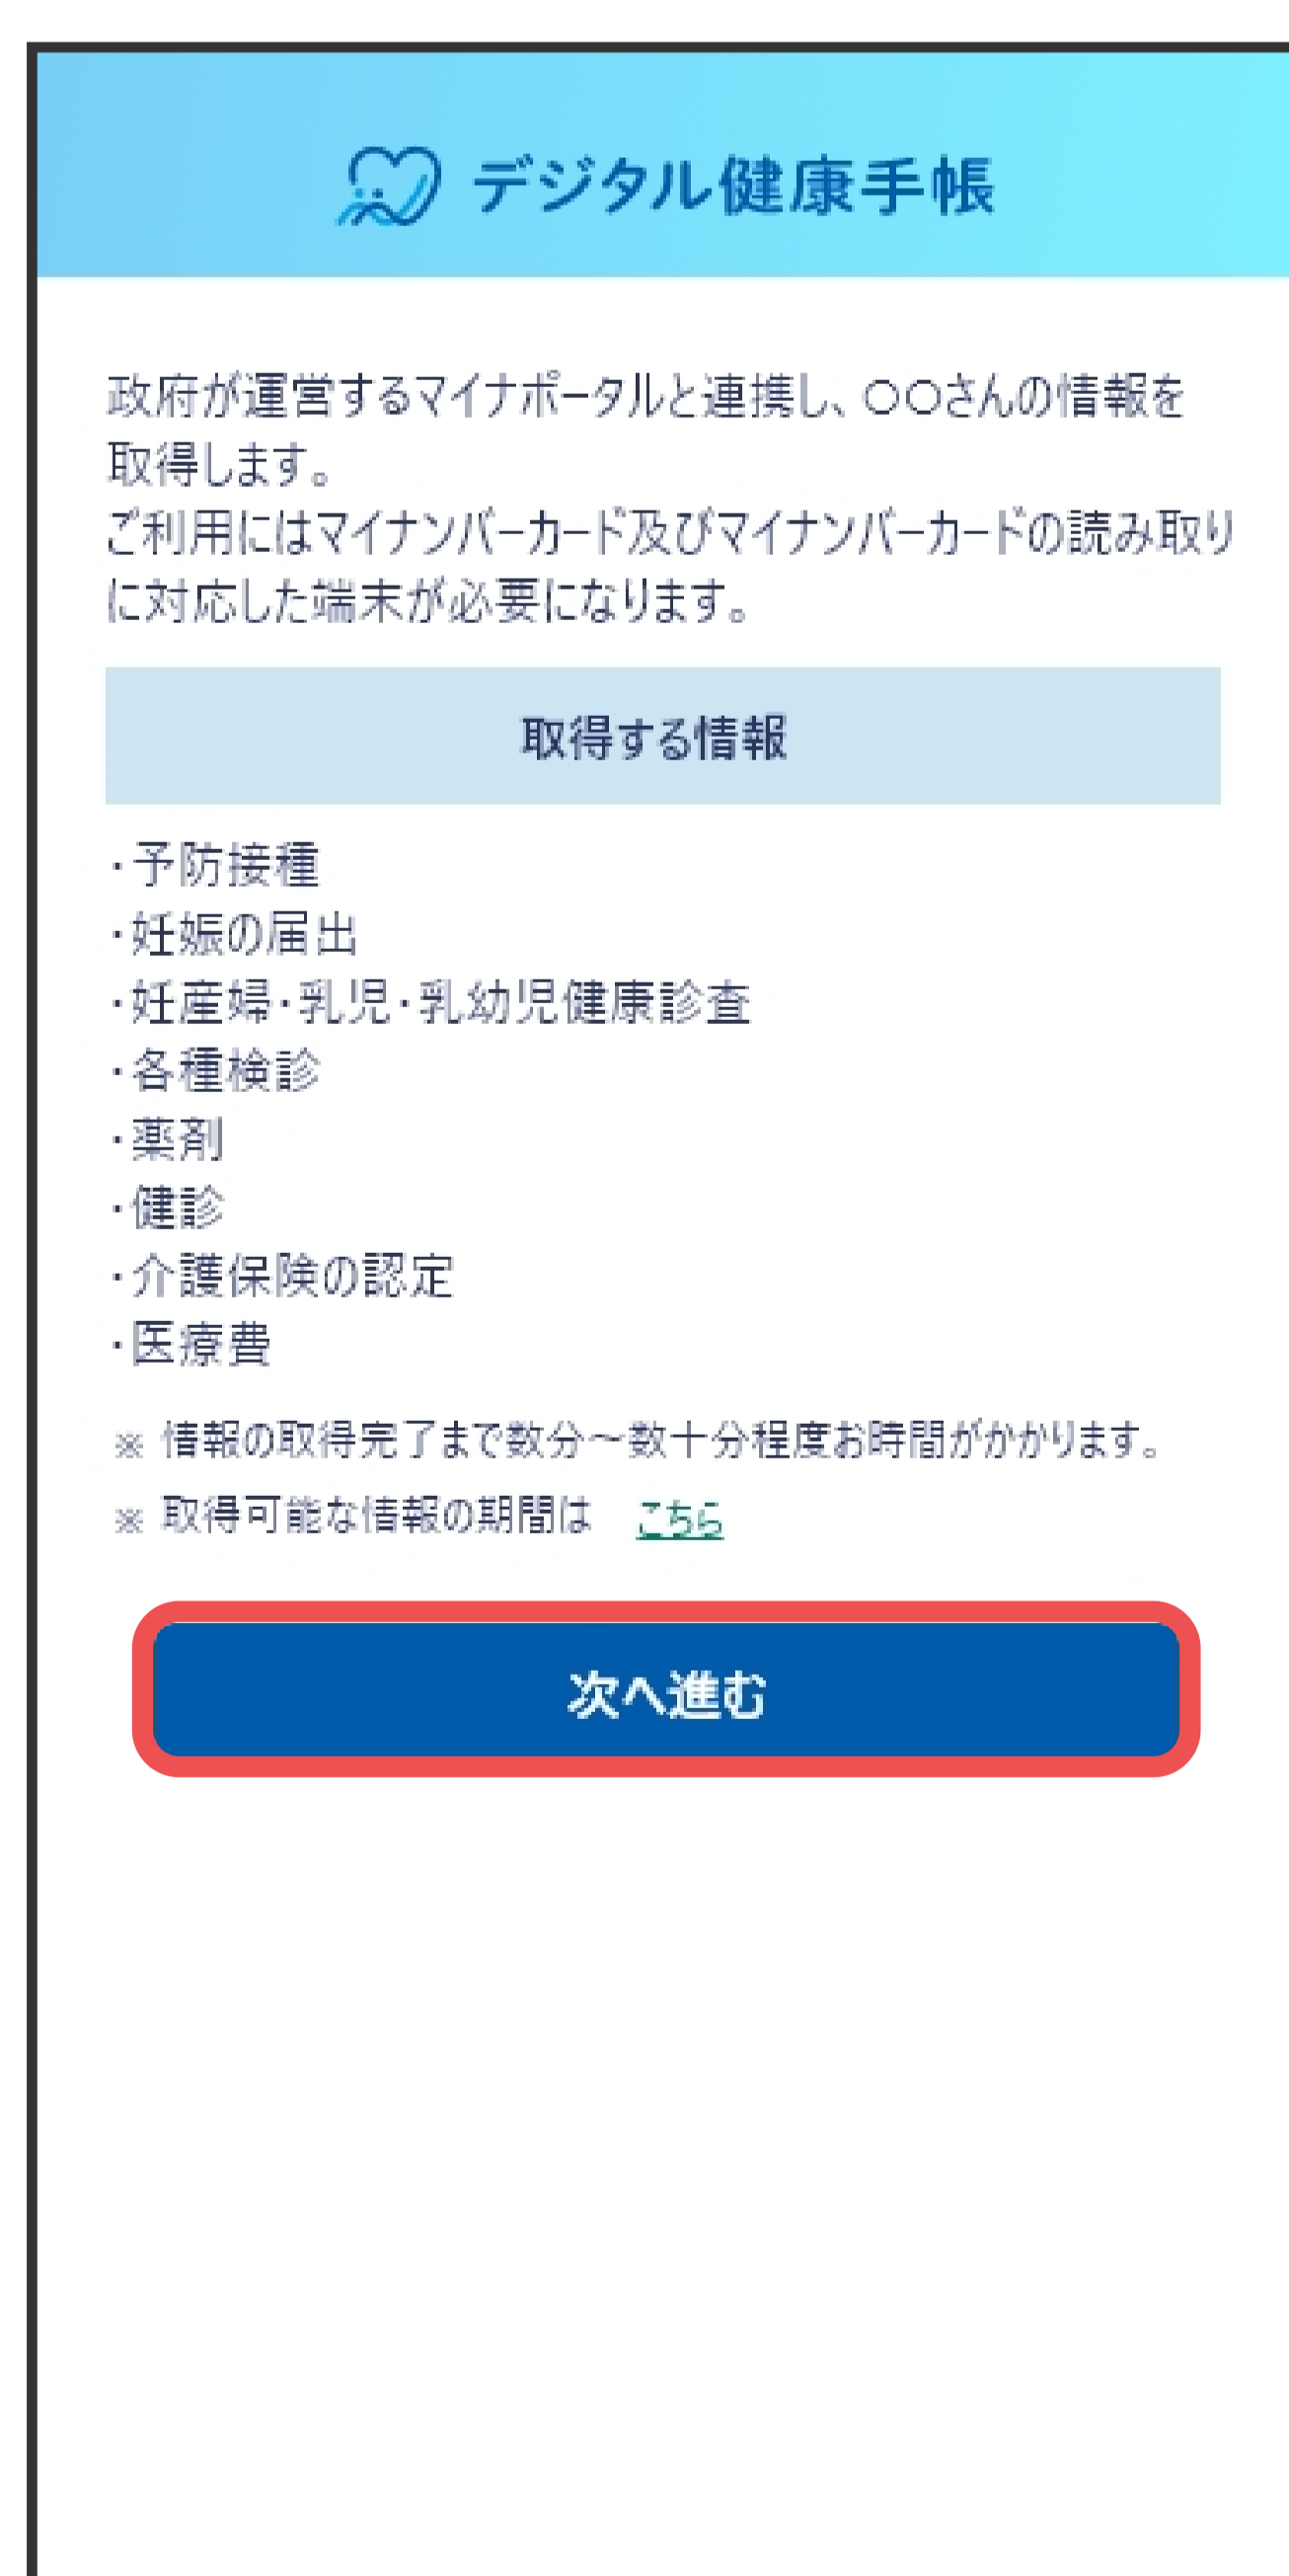 デジタル健康手帳
政府が運営するマイナポータルと連携し、〇〇さんの情報を
取得します。
ご利用にはマイナンバーカード及びマイナンバーカードの読み取り
に対応した端末が必要になります。
取得する情報
・予防接種
・妊娠の届出
・妊産婦・乳児・乳幼児健康診査
・各種検診
・薬剤
・健診
・介護保険の認定
・医療費
※ 情報の取得完了まで数分～数十分程度お時間がかかります。
※ 取得可能な情報の期間は こちら
次へ進む